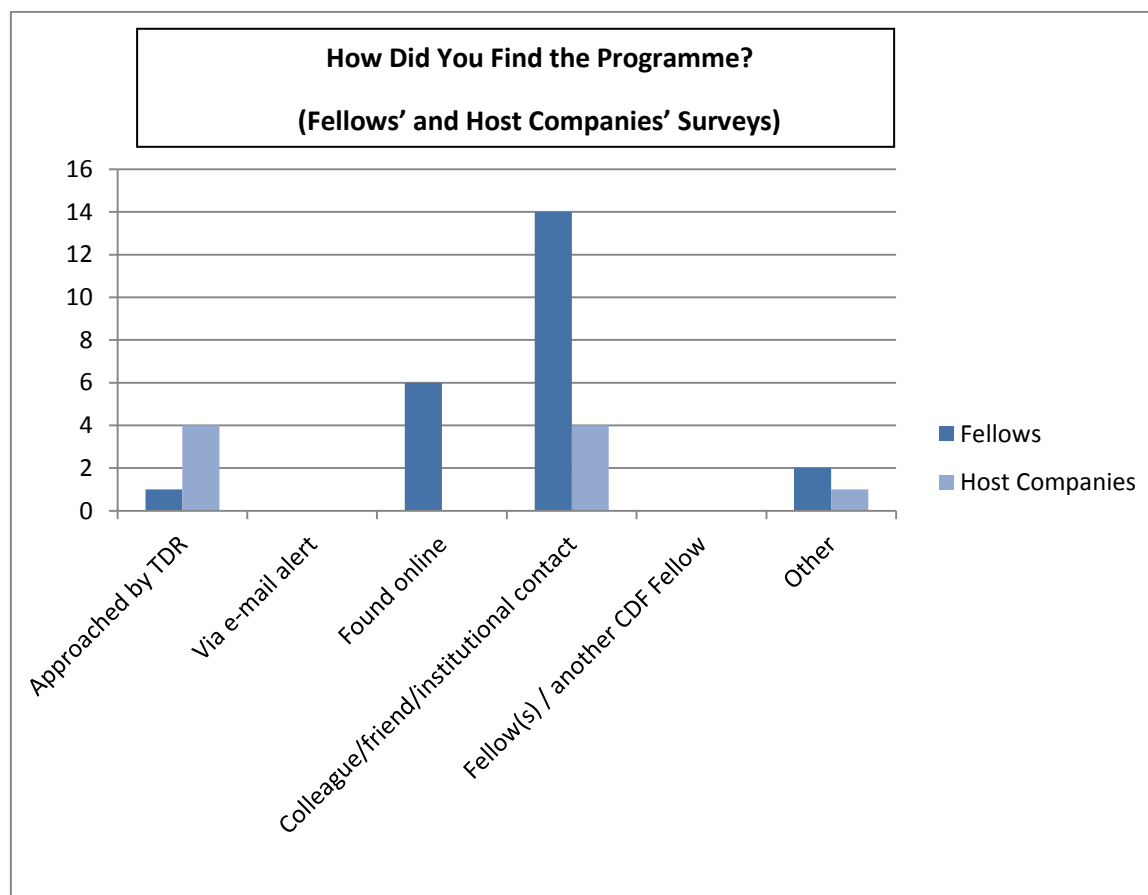 How Did You Find the Programme?
(Fellows’ and Host Companies’ Surveys)
16
14
12
10
8
6
4
2
0
Approached by TDR
Via e-mail alert
Found online
Colleague/friend/institutional contact
Fellow(s) / another CDF Fellow
Other
Fellows
Host Companies